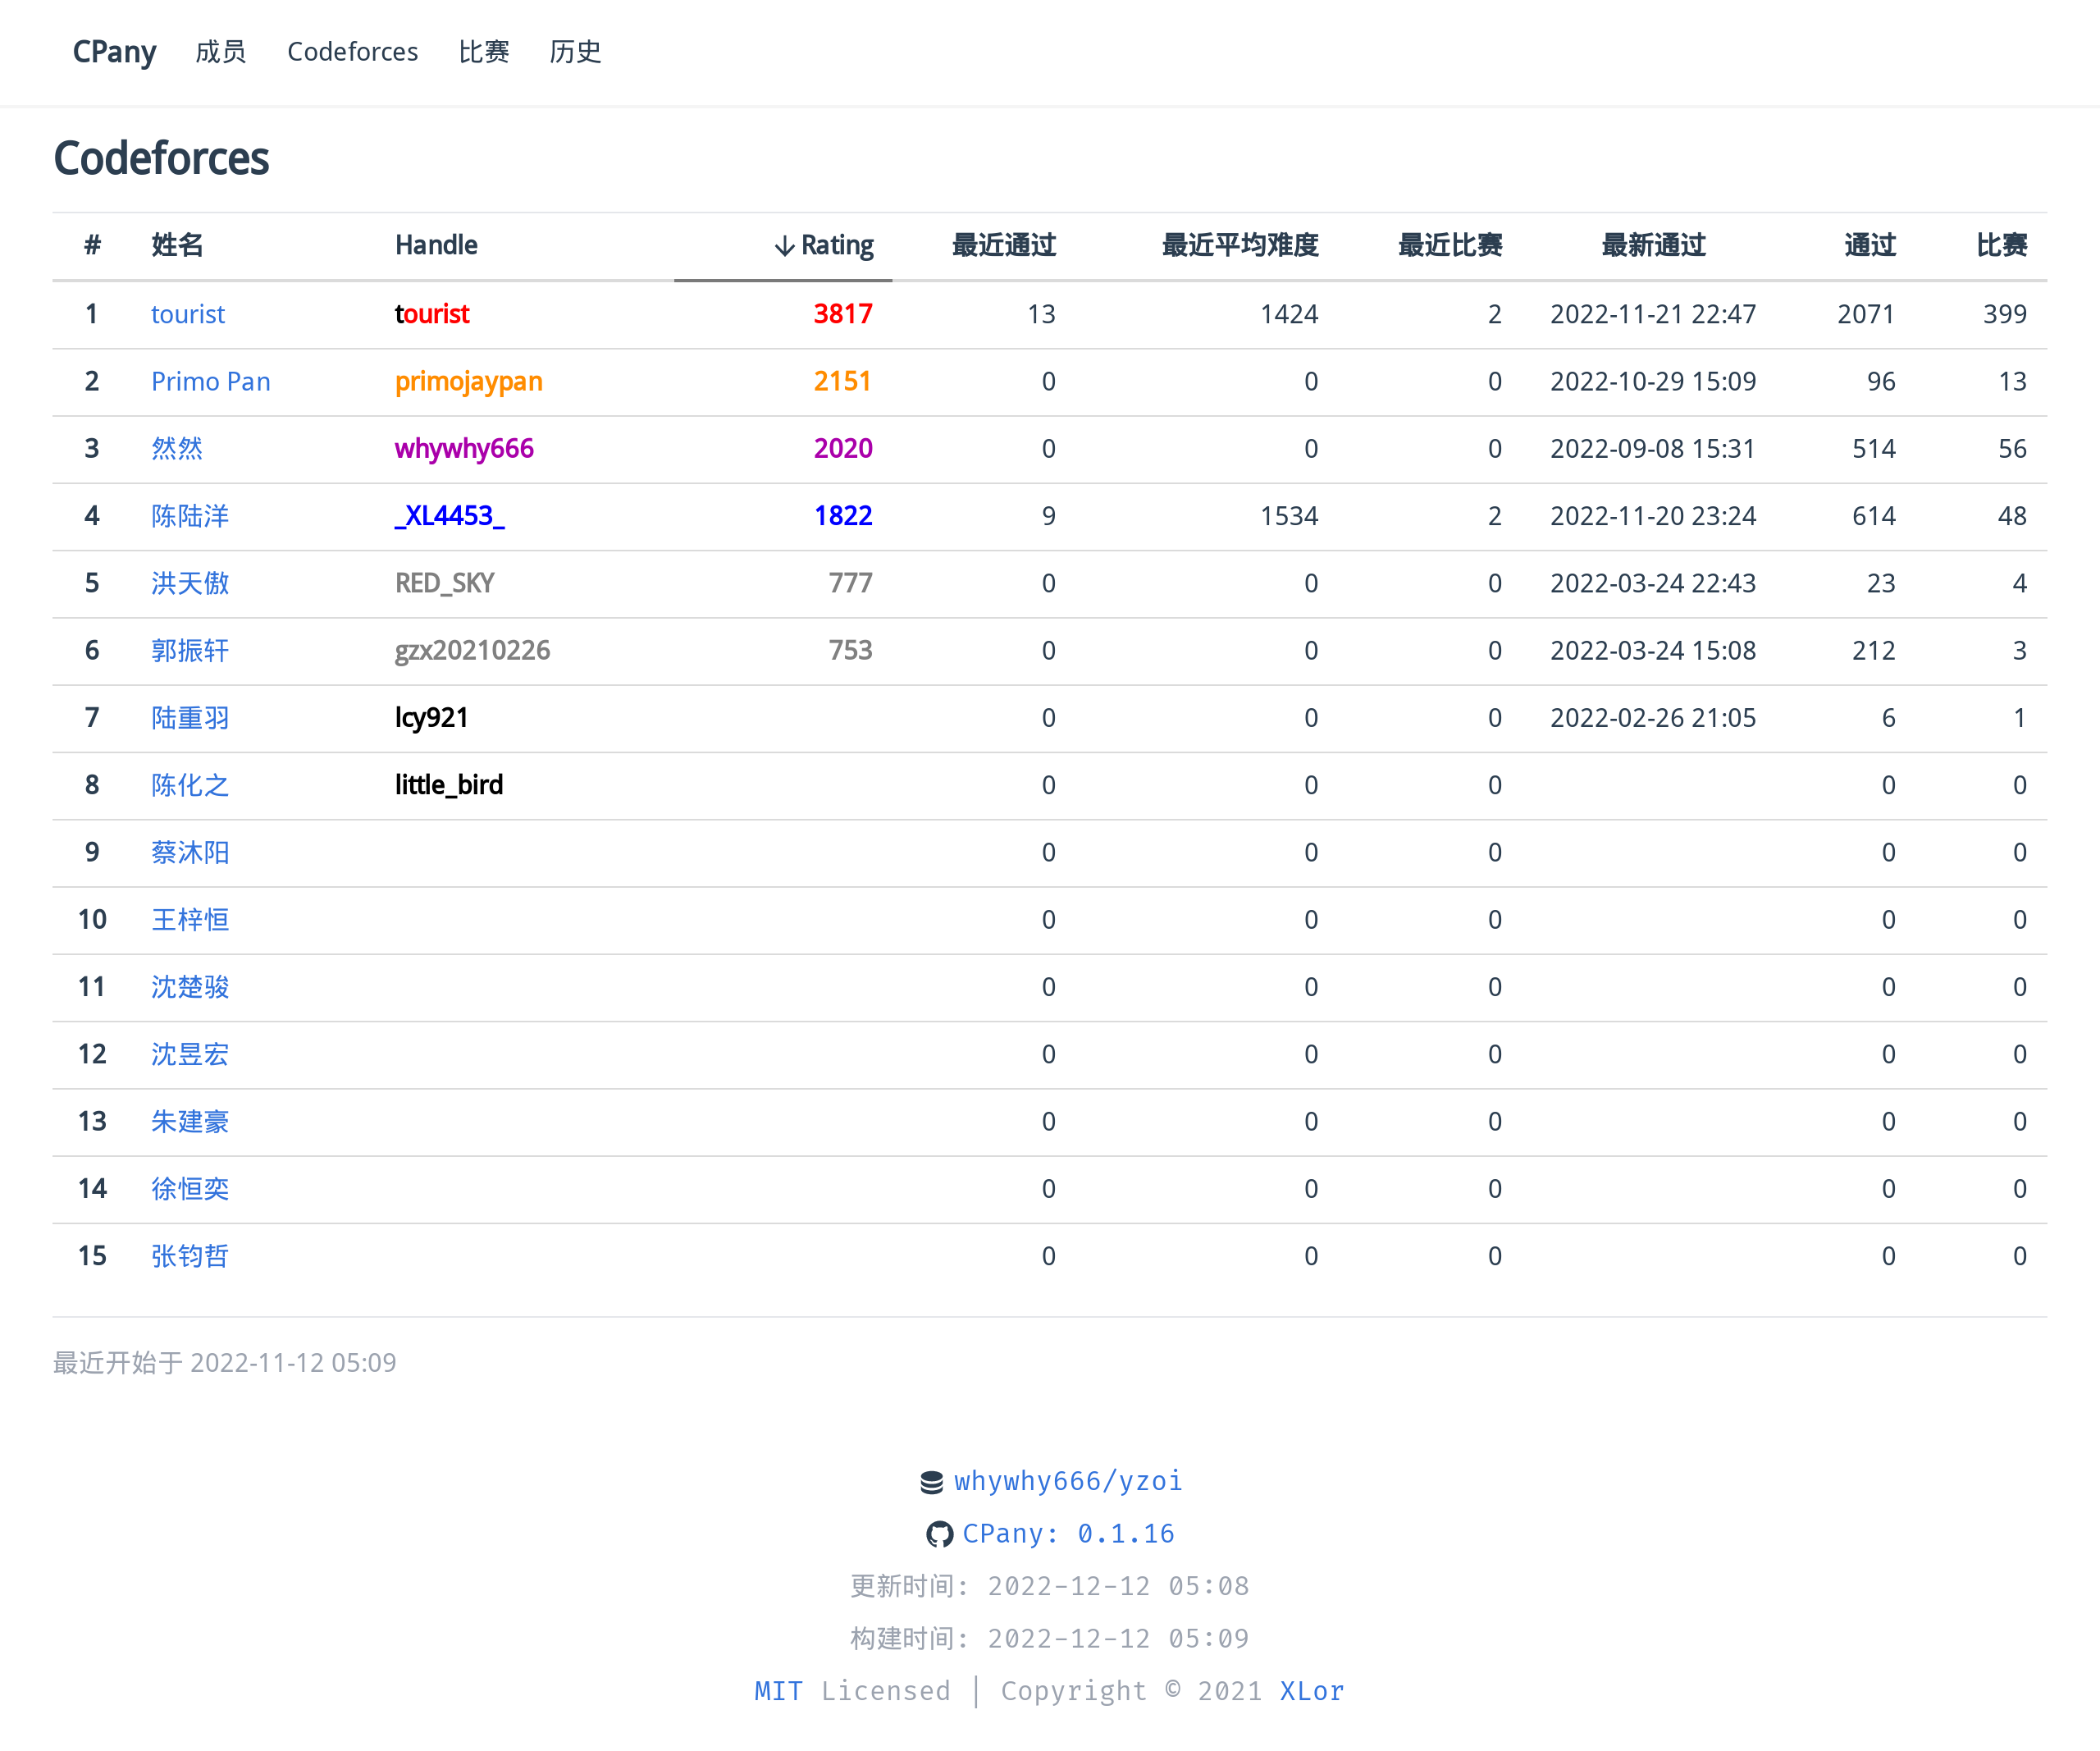 CPany 成员 Codeforces 比赛 历史
Codeforces
# 姓名 Handle ↓ Rating 最近通过 最近平均难度 最近比赛 最新通过 通过 比赛
1 tourist tourist 3817 13 1424 2 2022-11-21 22:47 2071 399
2 Primo Pan primojaypan 2151 0 0 0 2022-10-29 15:09 96 13
3 然然 whywhy666 2020 0 0 0 2022-09-08 15:31 514 56
4 陈陆洋 _XL4453_ 1822 9 1534 2 2022-11-20 23:24 614 48
5 洪天傲 RED_SKY 777 0 0 0 2022-03-24 22:43 23 4
6 郭振轩 gzx20210226 753 0 0 0 2022-03-24 15:08 212 3
7 陆重羽 lcy921 0 0 0 2022-02-26 21:05 6 1
8 陈化之 little_bird 0 0 0 0 0
9 蔡沐阳 0 0 0 0 0
10 王梓恒 0 0 0 0 0
11 沈楚骏 0 0 0 0 0
12 沈昱宏 0 0 0 0 0
13 朱建豪 0 0 0 0 0
14 徐恒奕 0 0 0 0 0
15 张钧哲 0 0 0 0 0
最近开始于 2022-11-12 05:09
whywhy666/yzoi
CPany: 0.1.16
更新时间: 2022-12-12 05:08
构建时间: 2022-12-12 05:09
MIT Licensed | Copyright © 2021 XLor